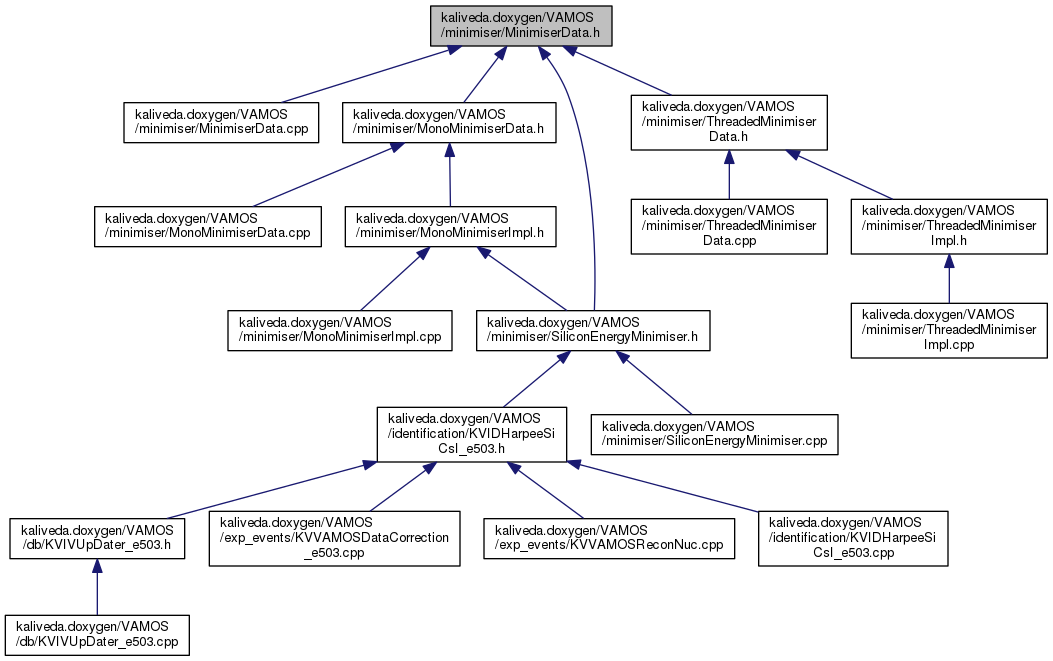 kaliveda.doxygen/VAMOS
/minimiser/MinimiserData.h
kaliveda.doxygen/VAMOS
/minimiser/MinimiserData.cpp
kaliveda.doxygen/VAMOS
/minimiser/MonoMinimiserData.h
kaliveda.doxygen/VAMOS
/minimiser/ThreadedMinimiser
Data.h
kaliveda.doxygen/VAMOS
/minimiser/MonoMinimiserData.cpp
kaliveda.doxygen/VAMOS
/minimiser/MonoMinimiserImpl.h
kaliveda.doxygen/VAMOS
/minimiser/ThreadedMinimiser
Data.cpp
kaliveda.doxygen/VAMOS
/minimiser/ThreadedMinimiser
Impl.h
kaliveda.doxygen/VAMOS
/minimiser/MonoMinimiserImpl.cpp
kaliveda.doxygen/VAMOS
/minimiser/SiliconEnergyMinimiser.h
kaliveda.doxygen/VAMOS
/minimiser/ThreadedMinimiser
Impl.cpp
kaliveda.doxygen/VAMOS
/identification/KVIDHarpeeSi
CsI_e503.h
kaliveda.doxygen/VAMOS
/minimiser/SiliconEnergyMinimiser.cpp
kaliveda.doxygen/VAMOS
/db/KVIVUpDater_e503.h
kaliveda.doxygen/VAMOS
/exp_events/KVVAMOSDataCorrection
_e503.cpp
kaliveda.doxygen/VAMOS
/exp_events/KVVAMOSReconNuc.cpp
kaliveda.doxygen/VAMOS
/identification/KVIDHarpeeSi
CsI_e503.cpp
kaliveda.doxygen/VAMOS
/db/KVIVUpDater_e503.cpp